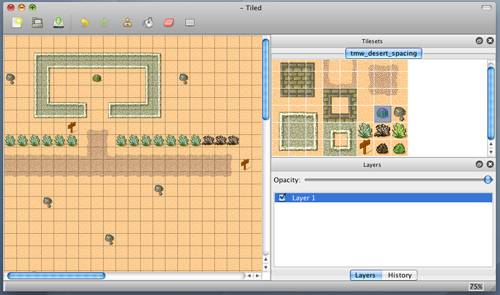 - Tiled
Tilesets
tmw_desert_spacing
Layers
Opacity:
Layer 1
Layers
History
75%